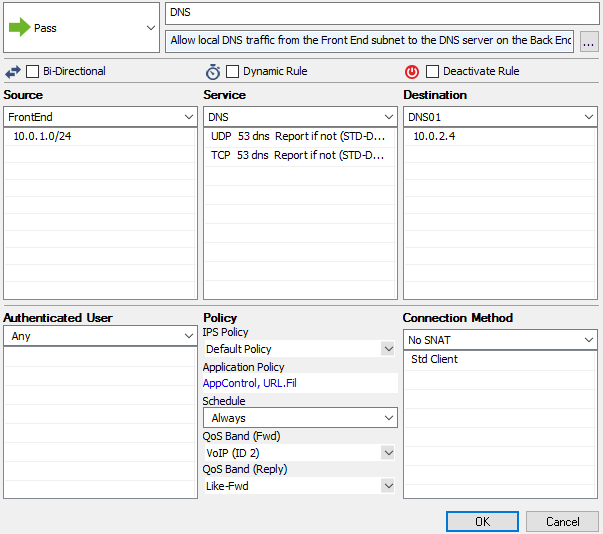 Pass
DNS
Allow local DNS traffic from the Front End subnet to the DNS server on the Back End
...
Bi-Directional
Dynamic Rule
Deactivate Rule
Source
Service
Destination
FrontEnd
DNS
DNS01
10.0.1.0/24
UDP 53 dns Report if not (STD-D...
10.0.2.4
TCP 53 dns Report if not (STD-D...
Authenticated User
Policy
Connection Method
Any
IPS Policy
No SNAT
Default Policy
Std Client
Application Policy
AppControl, URL.Fil
Schedule
Always
QoS Band (Fwd)
VoIP (ID 2)
QoS Band (Reply)
Like-Fwd
OK
Cancel